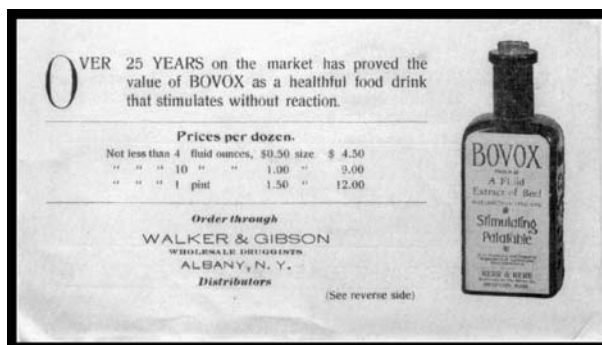 OVER 25 YEARS on the market has proved the
value of BOVOX as a healthful food drink
that stimulates without reaction.
Prices per dozen.
Not less than 4 fluid ounces, $0.50 size $ 4.50
" " " 10 " " 1.00 " 9.00
" " " 1 pint 1.50 " 12.00
Order through
WALKER & GIBSON
WHOLESALE DRUGGISTS
ALBANY, N. Y.
Distributors
(See reverse side)
BOVOX
A Fluid
Extract of Beef
Stimulating
Palatable